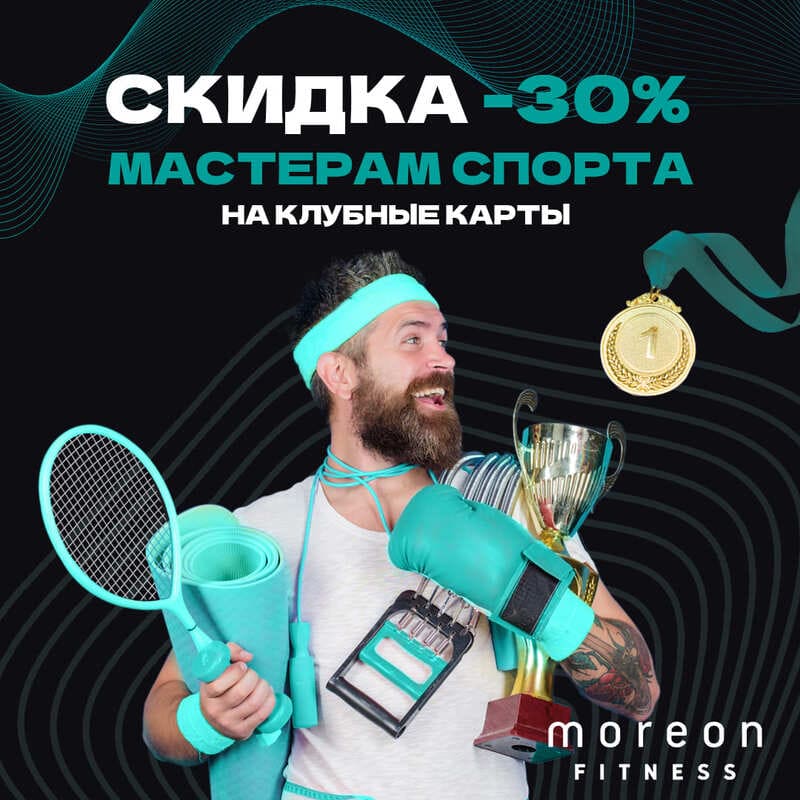 СКИДКА -30%
МАСТЕРАМ СПОРТА
НА КЛУБНЫЕ КАРТЫ
1
moreon
FITNESS